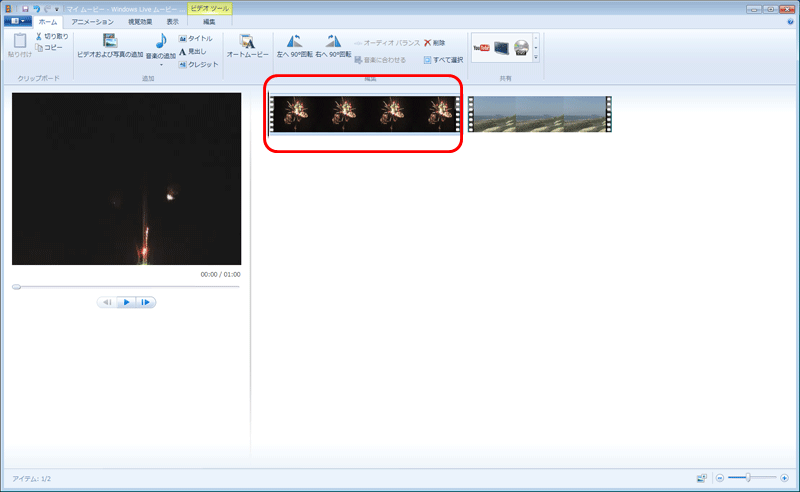 マイ ムービー - Windows Live ムービー ...
ビデオ ツール
ホーム
アニメーション
視覚効果
表示
編集
貼り付け
切り取り
コピー
クリップボード
ビデオおよび写真の追加
音楽の追加
タイトル
見出し
クレジット
追加
オートムービー
左へ 90°回転
右へ 90°回転
オーディオ バランス
音楽に合わせる
削除
すべて選択
編集
YouTube
共有
00:00 / 01:00
アイテム: 1/2